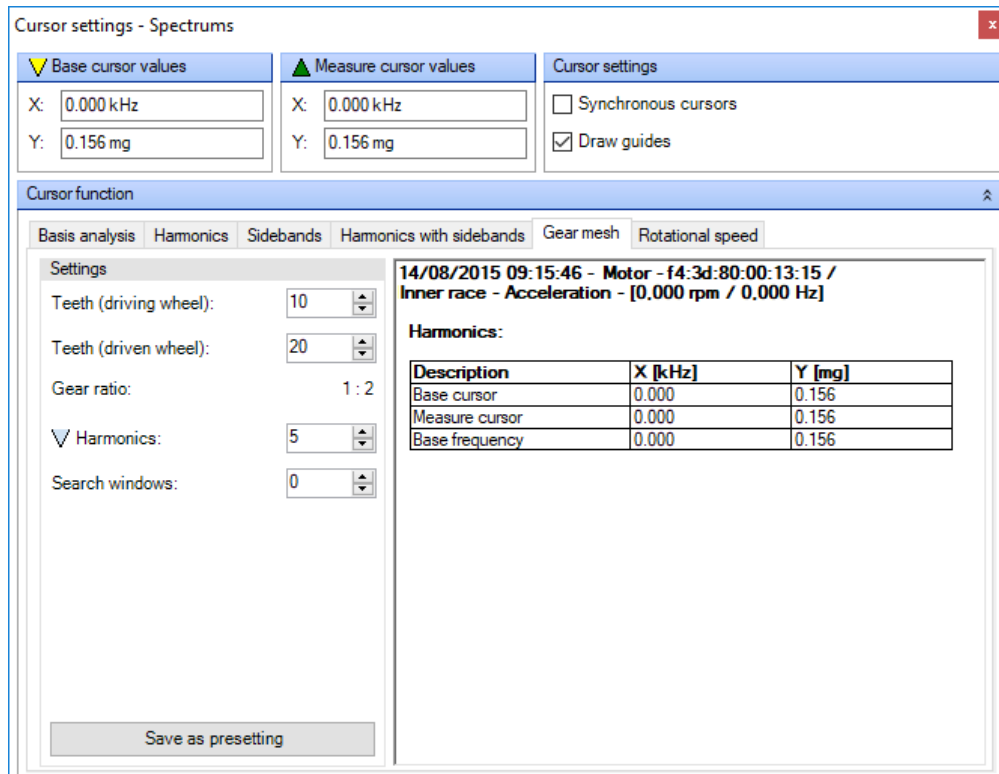 Cursor settings - Spectrums
x
Base cursor values
X: 0.000 kHz
Y: 0.156 mg
Measure cursor values
X: 0.000 kHz
Y: 0.156 mg
Cursor settings
Synchronous cursors
Draw guides
Cursor function
Basis analysis Harmonics Sidebands Harmonics with sidebands Gear mesh Rotational speed
Settings
Teeth (driving wheel): 10
Teeth (driven wheel): 20
Gear ratio: 1 : 2
Harmonics: 5
Search windows: 0
Save as presetting
14/08/2015 09:15:46 - Motor - f4:3d:80:00:13:15 /
Inner race - Acceleration - [0,000 rpm / 0,000 Hz]
Harmonics:
Description X [kHz] Y [mg]
Base cursor 0.000 0.156
Measure cursor 0.000 0.156
Base frequency 0.000 0.156